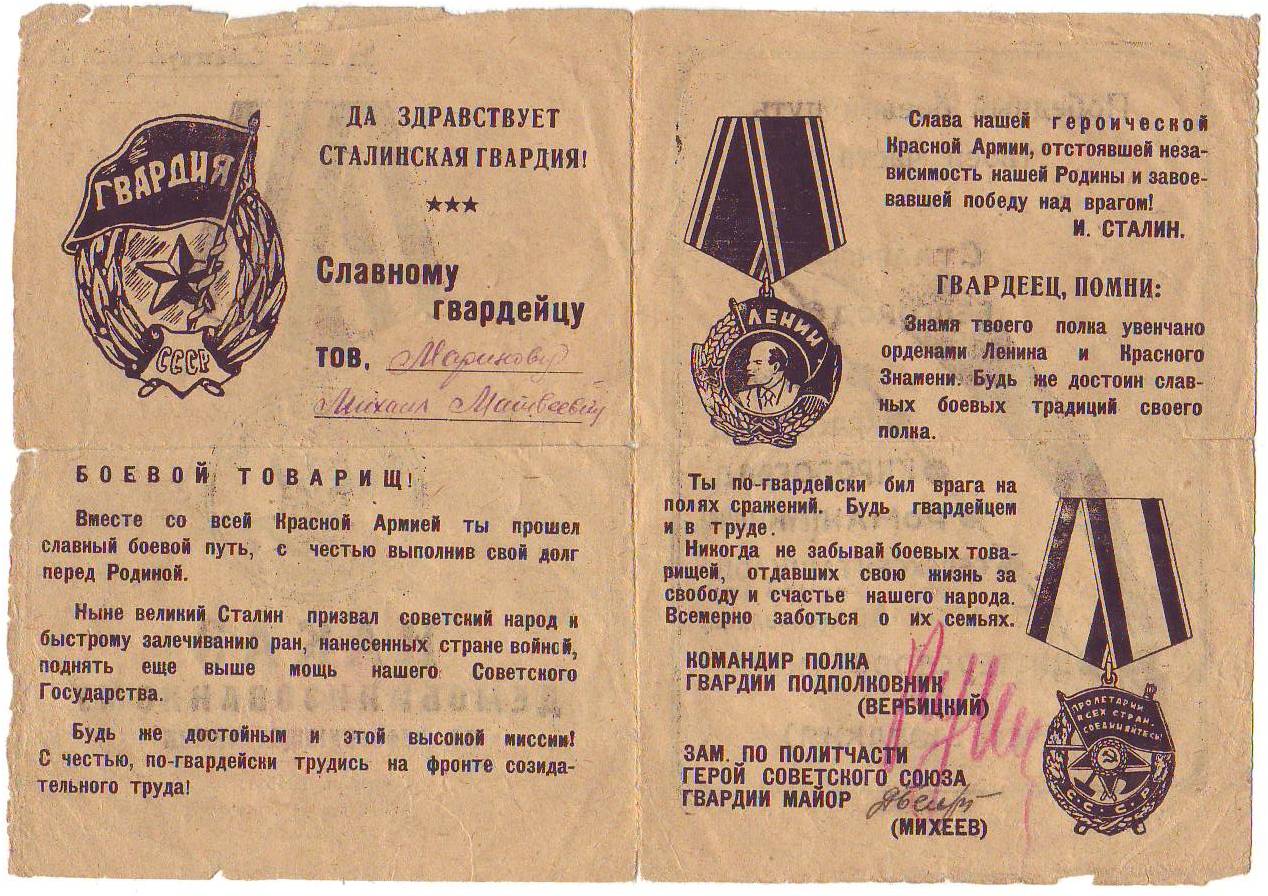 ГВАРДИЯ
СССР
ДА ЗДРАВСТВУЕТ
СТАЛИНСКАЯ ГВАРДИЯ!
★★★
Славному
гвардейцу
ТОВ. Маринову
Михаил Матвеевичу
БОЕВОЙ ТОВАРИЩ!
Вместе со всей Красной Армией ты прошел
славный боевой путь, с честью выполнив свой долг
перед Родиной.
Ныне великий Сталин призвал советский народ к
быстрому залечиванию ран, нанесенных стране войной,
поднять еще выше мощь нашего Советского
Государства.
Будь же достойным и этой высокой миссии!
С честью, по-гвардейски трудись на фронте созида-
тельного труда!
ЛЕНИН
Слава нашей героической
Красной Армии, отстоявшей неза-
висимость нашей Родины и завое-
вавшей победу над врагом!
И. СТАЛИН.
ГВАРДЕЕЦ, ПОМНИ:
Знамя твоего полка увенчано
орденами Ленина и Красного
Знамени. Будь же достоин слав-
ных боевых традиций своего
полка.
Ты по-гвардейски бил врага на
полях сражений. Будь гвардейцем
и в труде.
Никогда не забывай боевых това-
рищей, отдавших свою жизнь за
свободу и счастье нашего народа.
Всемерно заботься о их семьях.
КОМАНДИР ПОЛКА
ГВАРДИИ ПОДПОЛКОВНИК
(ВЕРБИЦКИЙ)
ЗАМ. ПО ПОЛИТЧАСТИ
ГЕРОЙ СОВЕТСКОГО СОЮЗА
ГВАРДИИ МАЙОР
(МИХЕЕВ)
ПРОЛЕТАРИИ
ВСЕХ СТРАН,
СОЕДИНЯЙТЕСЬ!
С.С.С.Р